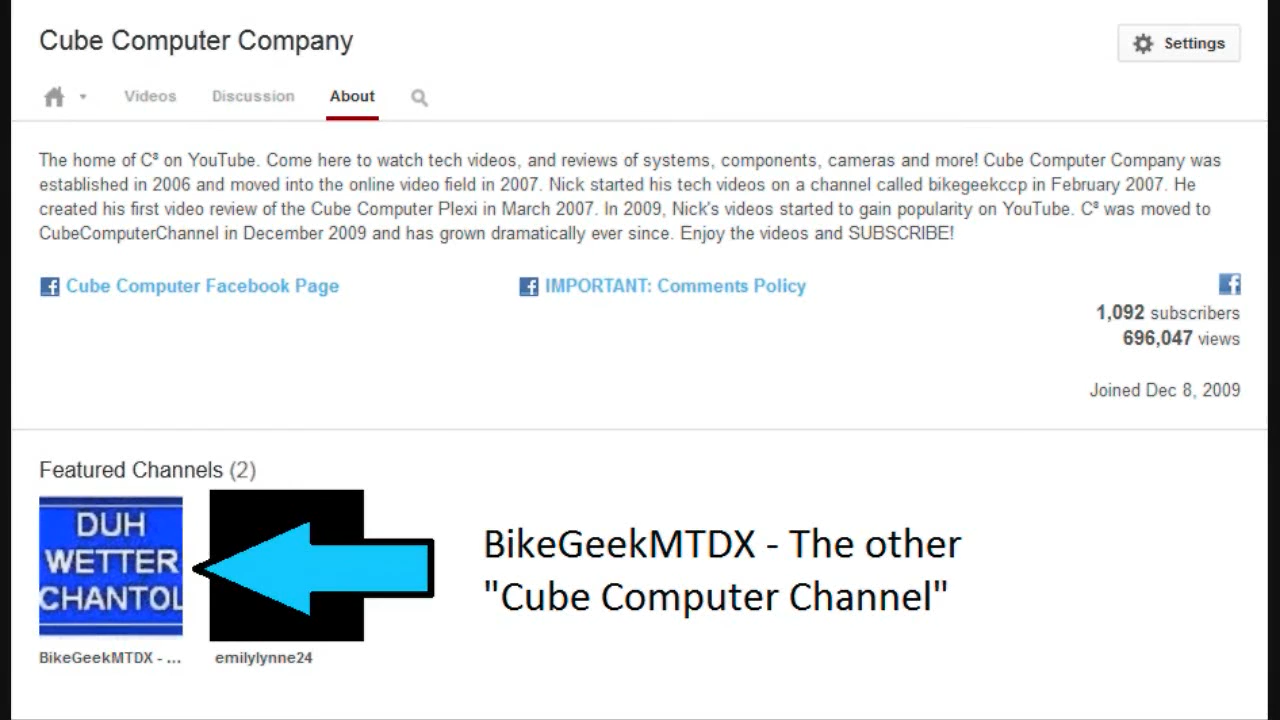 Cube Computer Company
Settings
Videos Discussion About
The home of C³ on YouTube. Come here to watch tech videos, and reviews of systems, components, cameras and more! Cube Computer Company was
established in 2006 and moved into the online video field in 2007. Nick started his tech videos on a channel called bikegeekccp in February 2007. He
created his first video review of the Cube Computer Plexi in March 2007. In 2009, Nick's videos started to gain popularity on YouTube. C³ was moved to
CubeComputerChannel in December 2009 and has grown dramatically ever since. Enjoy the videos and SUBSCRIBE!
Cube Computer Facebook Page
IMPORTANT: Comments Policy
1,092 subscribers
696,047 views
Joined Dec 8, 2009
Featured Channels (2)
DUH
WETTER
CHANTOL
BikeGeekMTDX - ...
emilylynne24
BikeGeekMTDX - The other
"Cube Computer Channel"